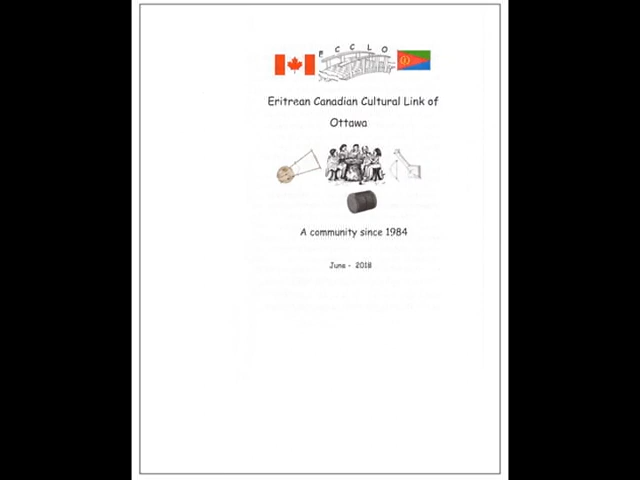 E C C L O
Eritrean Canadian Cultural Link of
Ottawa
A community since 1984
June - 2018